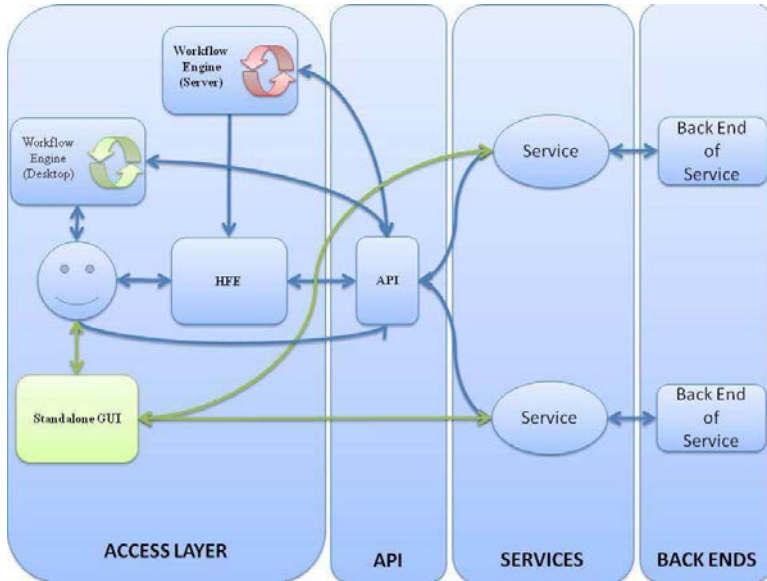 Workflow
Engine
(Server)
Workflow
Engine
(Desktop)
Service
Back End
of
Service
HFE
API
Standalone GUI
Service
Back End
of
Service
ACCESS LAYER
API
SERVICES
BACK ENDS